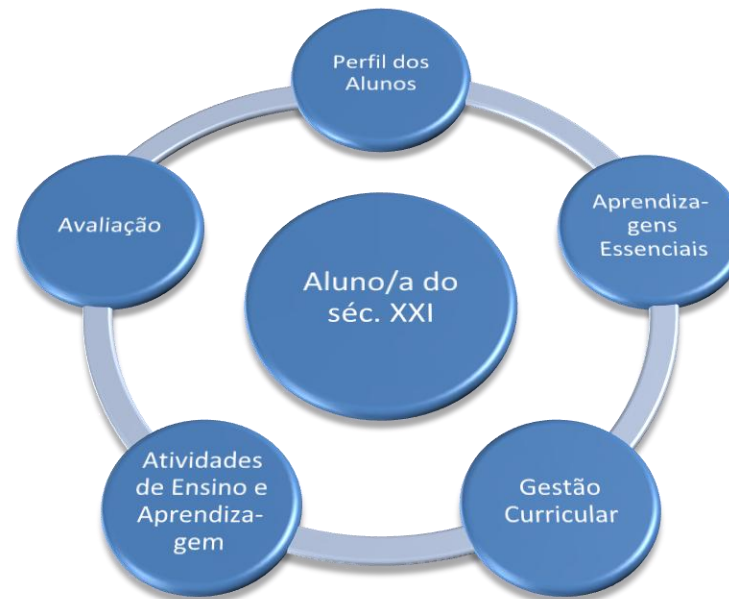 Perfil dos
Alunos
Aprendiza-
gens
Essenciais
Gestão
Curricular
Atividades
de Ensino e
Aprendiza-
gem
Avaliação
Aluno/a do
séc. XXI